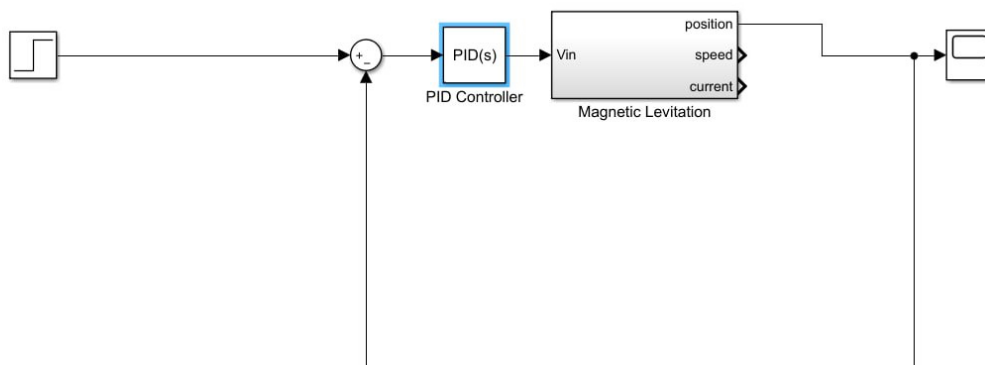 position
PID(s)
Vin
speed
current
PID Controller
Magnetic Levitation